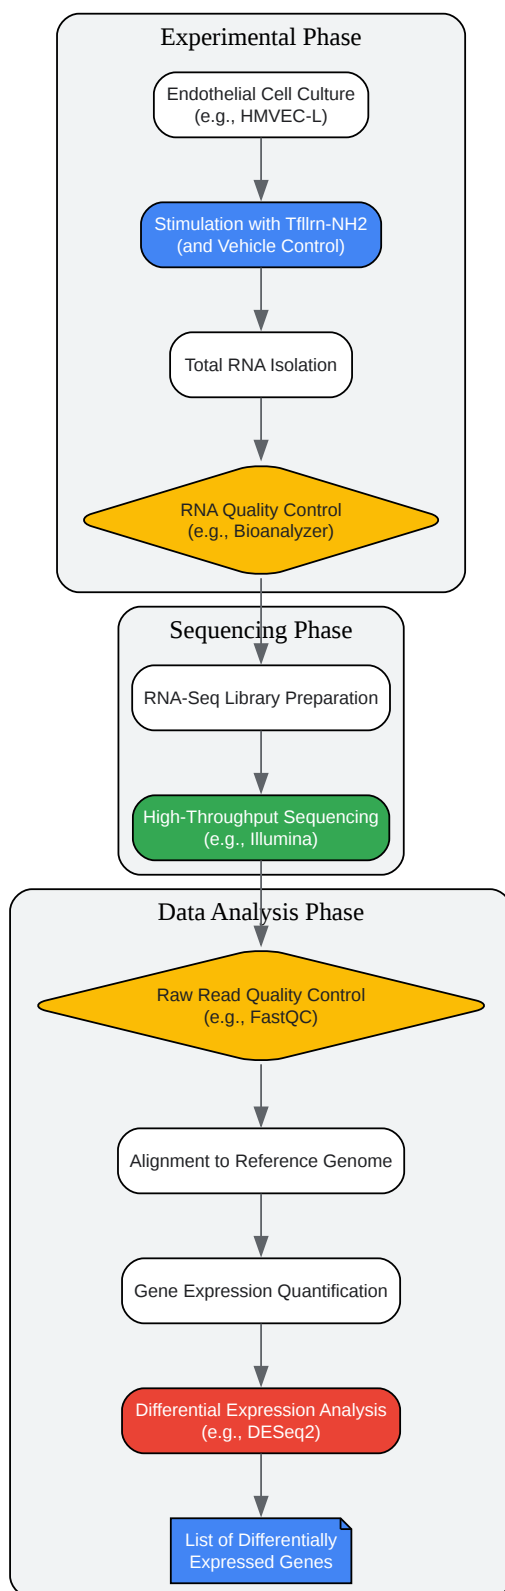 Experimental Phase
Endothelial Cell Culture
(e.g., HMVEC-L)
Stimulation with Tfllrn-NH2
(and Vehicle Control)
Total RNA Isolation
RNA Quality Control
(e.g., Bioanalyzer)
Sequencing Phase
RNA-Seq Library Preparation
High-Throughput Sequencing
(e.g., Illumina)
Data Analysis Phase
Raw Read Quality Control
(e.g., FastQC)
Alignment to Reference Genome
Gene Expression Quantification
Differential Expression Analysis
(e.g., DESeq2)
List of Differentially
Expressed Genes